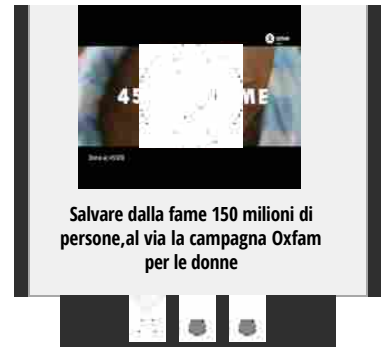 Salvare dalla fame 150 milioni di
persone,al via la campagna Oxfam
per le donne